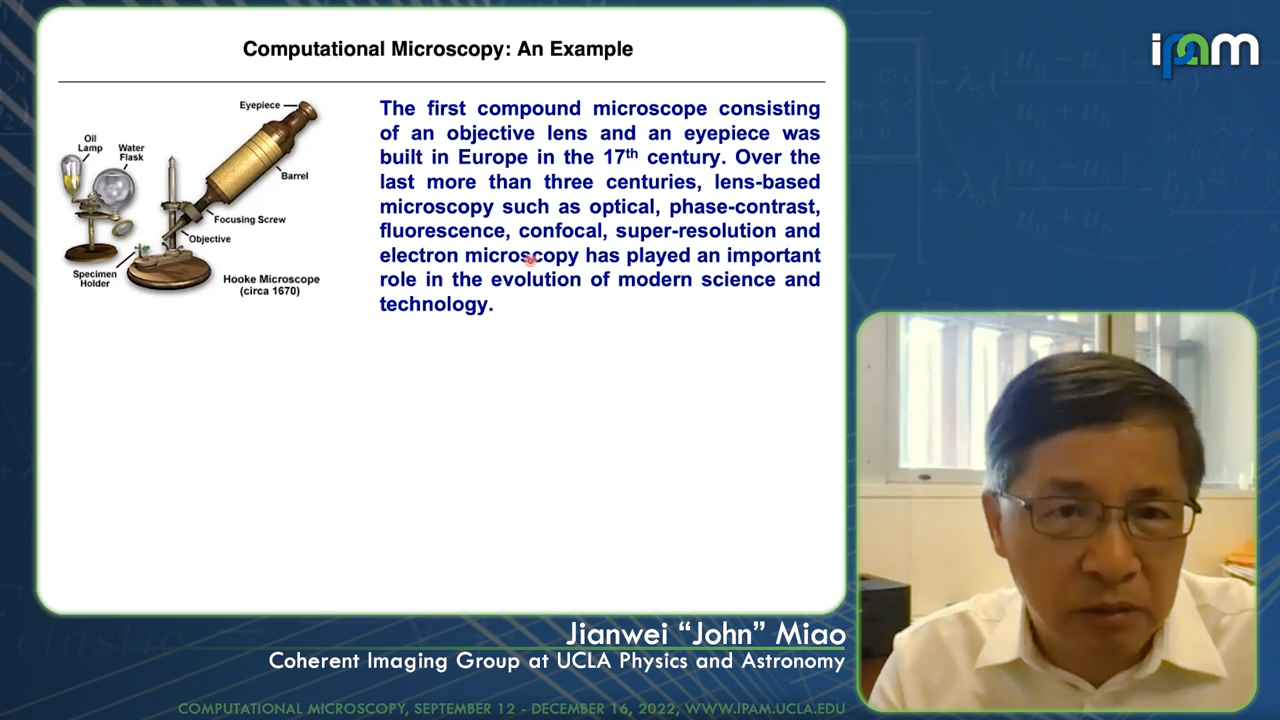 Computational Microscopy: An Example
ipam
Eyepiece
Oil
Lamp
Water
Flask
Barrel
Focusing Screw
Objective
Specimen
Holder
Hooke Microscope
(circa 1670)
The first compound microscope consisting
of an objective lens and an eyepiece was
built in Europe in the 17th century. Over the
last more than three centuries, lens-based
microscopy such as optical, phase-contrast,
fluorescence, confocal, super-resolution and
electron microscopy has played an important
role in the evolution of modern science and
technology.
Jianwei “John” Miao
Coherent Imaging Group at UCLA Physics and Astronomy
COMPUTATIONAL MICROSCOPY, SEPTEMBER 12 - DECEMBER 16, 2022, WWW.IPAM.UCLA.EDU